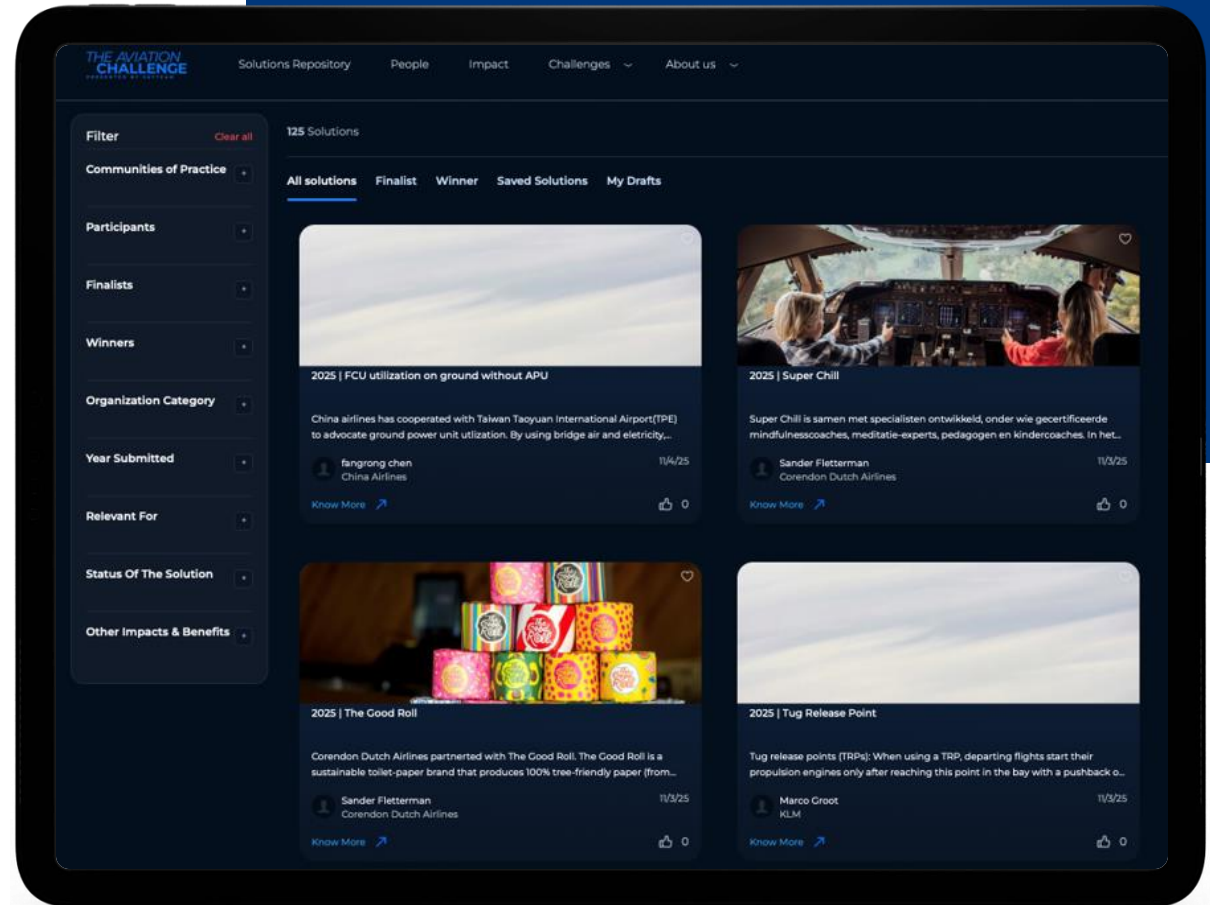 THE AVIATION
CHALLENGE
Solutions Repository
People
Impact
Challenges
About us
Filter
Clear all
Communities of Practice
Participants
Finalists
Winners
Organization Category
Year Submitted
Relevant For
Status Of The Solution
Other Impacts & Benefits
125 Solutions
All solutions
Finalist
Winner
Saved Solutions
My Drafts
2025 | FCU utilization on ground without APU
China airlines has cooperated with Taiwan Taoyuan International Airport(TPE)
to advocate ground power unit utlization. By using bridge air and eletricity,...
fangrong chen
China Airlines
11/4/25
Know More
0
2025 | Super Chill
Super Chill is samen met specialisten ontwikkeld, onder wie gecertificeerde
mindfulnesscoaches, meditatie-experts, pedagogen en kindercoaches. In het...
Sander Fletterman
Corendon Dutch Airlines
11/3/25
Know More
0
The Good Roll
2025 | The Good Roll
Corendon Dutch Airlines partnerted with The Good Roll. The Good Roll is a
sustainable toilet-paper brand that produces 100% tree-friendly paper (from...
Sander Fletterman
Corendon Dutch Airlines
11/3/25
Know More
0
2025 | Tug Release Point
Tug release points (TRPs): When using a TRP, departing flights start their
propulsion engines only after reaching this point in the bay with a pushback o...
Marco Groot
KLM
11/3/25
Know More
0